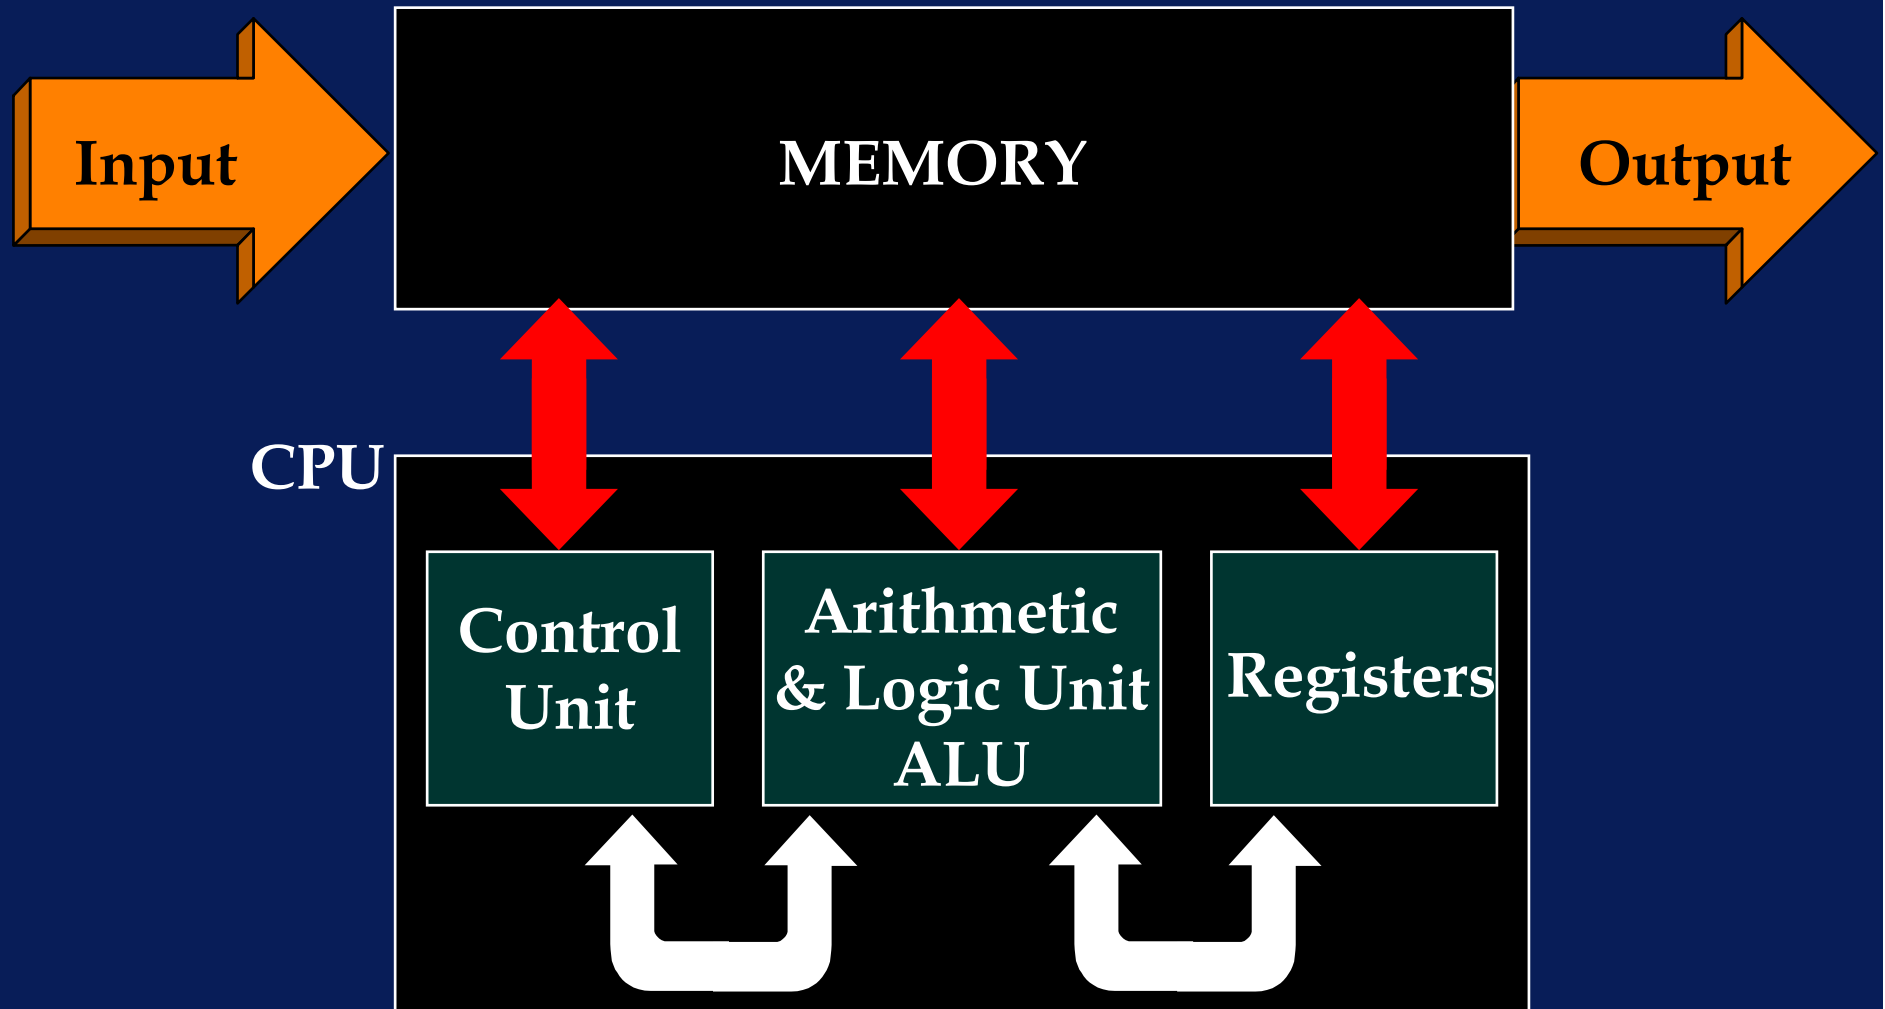 Input
MEMORY
Output
CPU
Control
Unit
Arithmetic
& Logic Unit
ALU
Registers